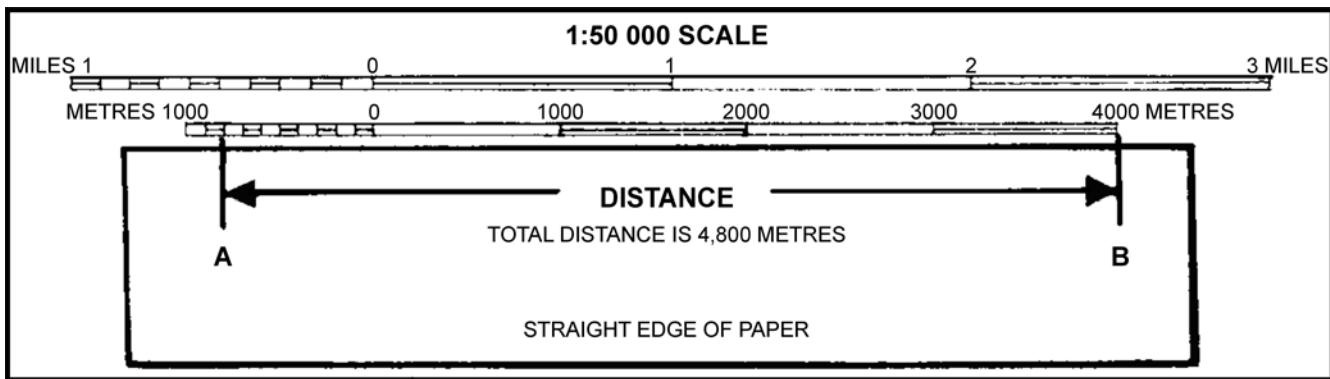 1:50 000 SCALE
MILES 1 0 1 2 3 MILES
METRES 1000 0 1000 2000 3000 4000 METRES
DISTANCE
TOTAL DISTANCE IS 4,800 METRES
A B
STRAIGHT EDGE OF PAPER